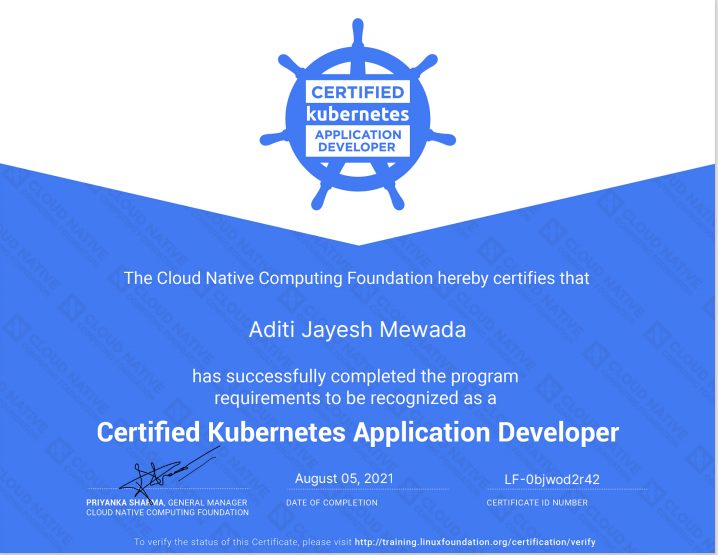 CERTIFIED
kubernetes
APPLICATION
DEVELOPER
The Cloud Native Computing Foundation hereby certifies that
Aditi Jayesh Mewada
has successfully completed the program
requirements to be recognized as a
Certified Kubernetes Application Developer
PRIYANKA SHARMA, GENERAL MANAGER
CLOUD NATIVE COMPUTING FOUNDATION
August 05, 2021
DATE OF COMPLETION
LF-0bjwod2r42
CERTIFICATE ID NUMBER
To verify the status of this Certificate, please visit http://training.linuxfoundation.org/certification/verify